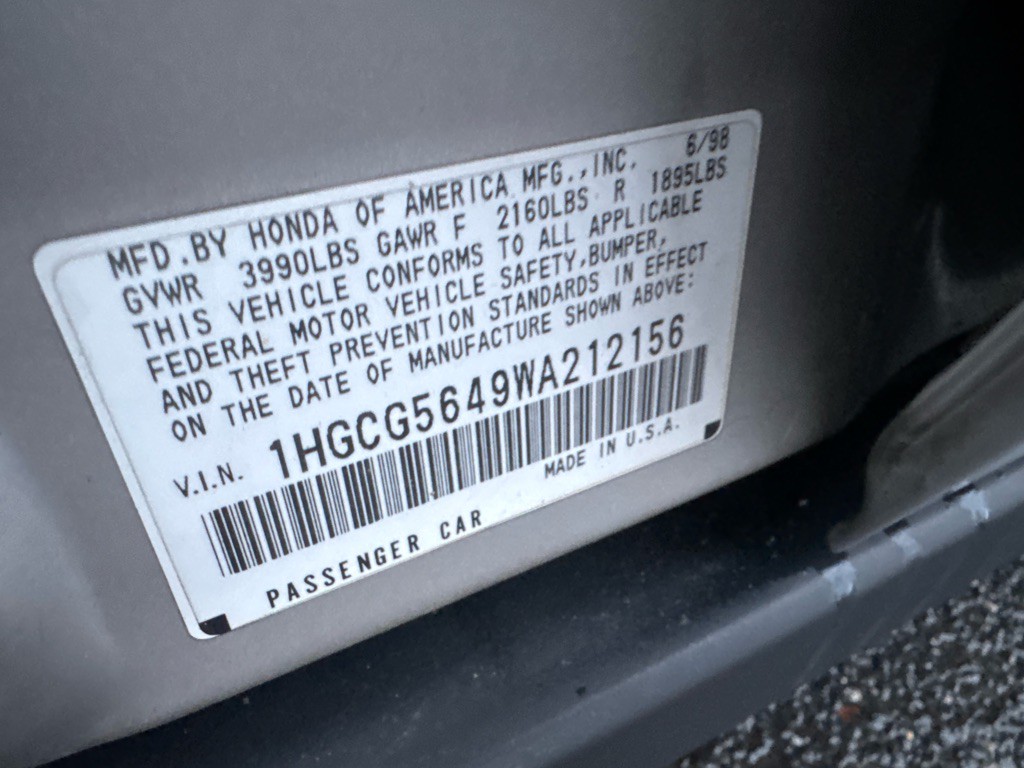 6/98
MFD.BY HONDA OF AMERICA MFG.,INC.
GVWR 3990LBS GAWR F 2160LBS R 1895LBS
THIS VEHICLE CONFORMS TO ALL APPLICABLE
FEDERAL MOTOR VEHICLE SAFETY,BUMPER,
AND THEFT PREVENTION STANDARDS IN EFFECT
ON THE DATE OF MANUFACTURE SHOWN ABOVE:
V.I.N. 1HGCG5649WA212156
MADE IN U.S.A.
PASSENGER CAR